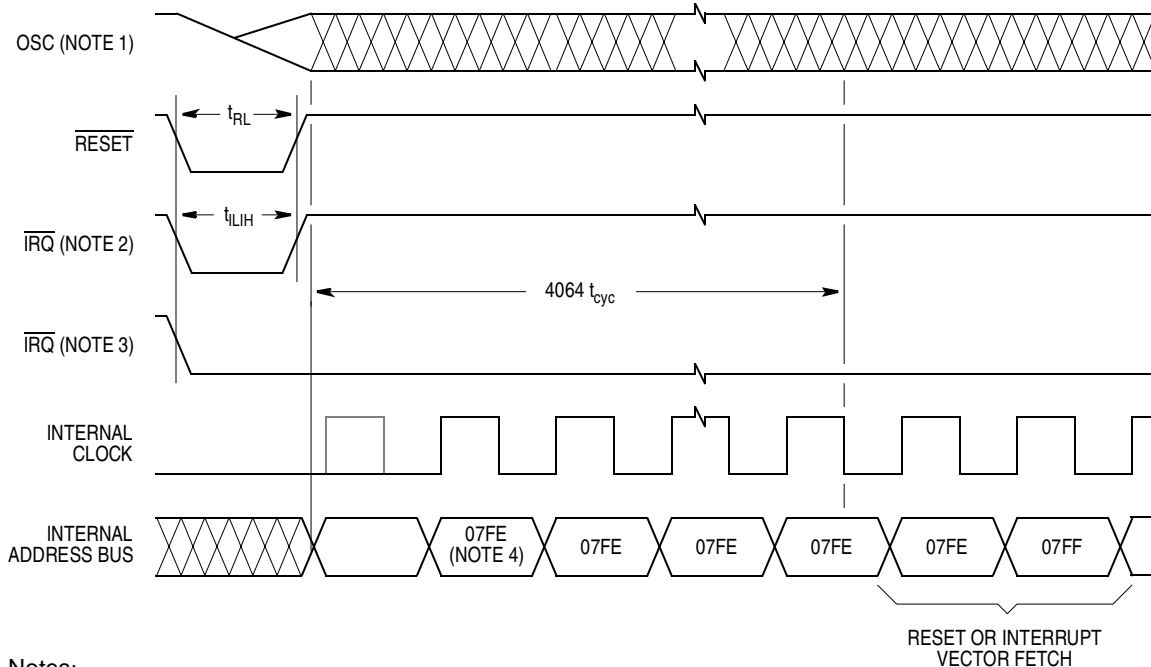 OSC (NOTE 1)
tRL
RESET
tILIH
IRQ (NOTE 2)
4064 tcyc
IRQ (NOTE 3)
INTERNAL
CLOCK
INTERNAL
ADDRESS BUS
07FE
(NOTE 4)
07FE
07FE
07FE
07FE
07FF
RESET OR INTERRUPT
VECTOR FETCH
Notes: